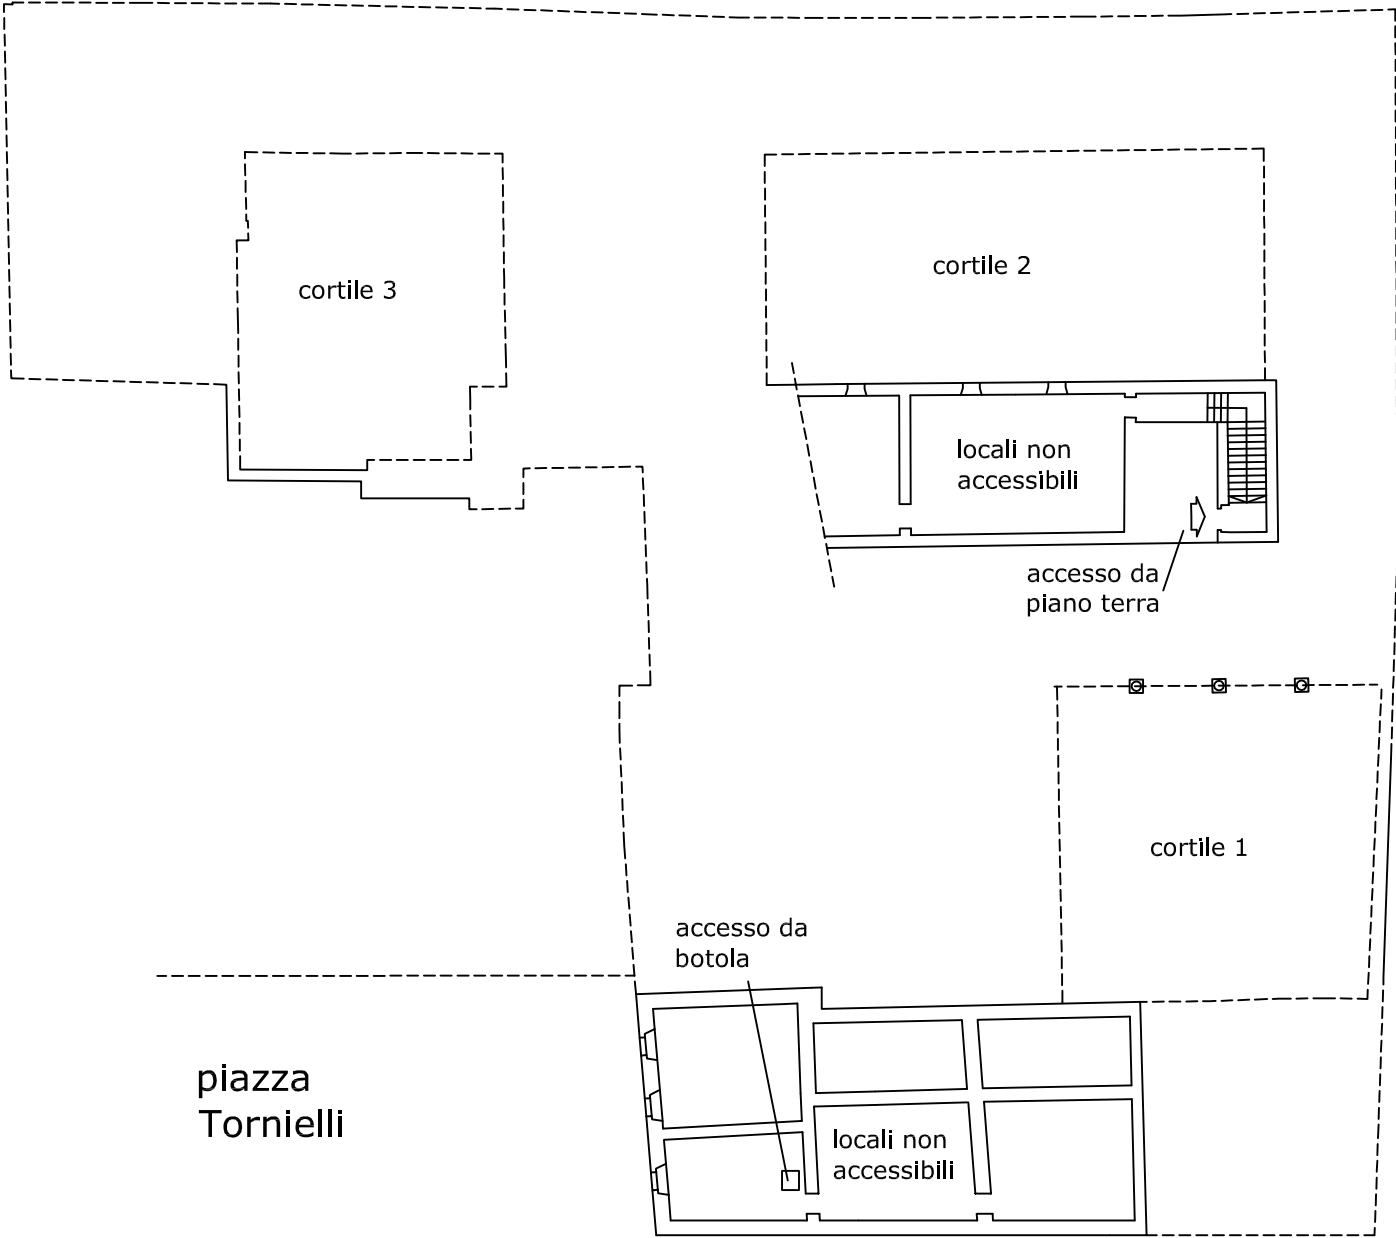 cortile 3
cortile 2
locali non
accessibili
accesso da
piano terra
cortile 1
accesso da
botola
piazza
Tornielli
locali non
accessibili